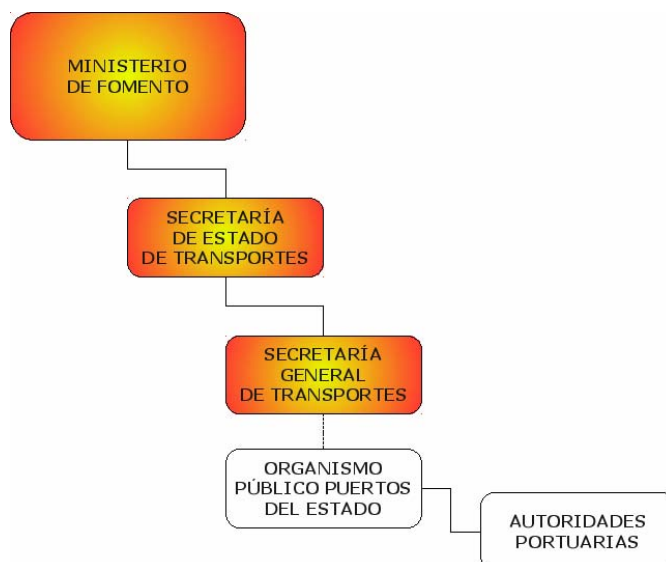 MINISTERIO
DE FOMENTO
SECRETARÍA
DE ESTADO
DE TRANSPORTES
SECRETARÍA
GENERAL
DE TRANSPORTES
ORGANISMO
PÚBLICO PUERTOS
DEL ESTADO
AUTORIDADES
PORTUARIAS